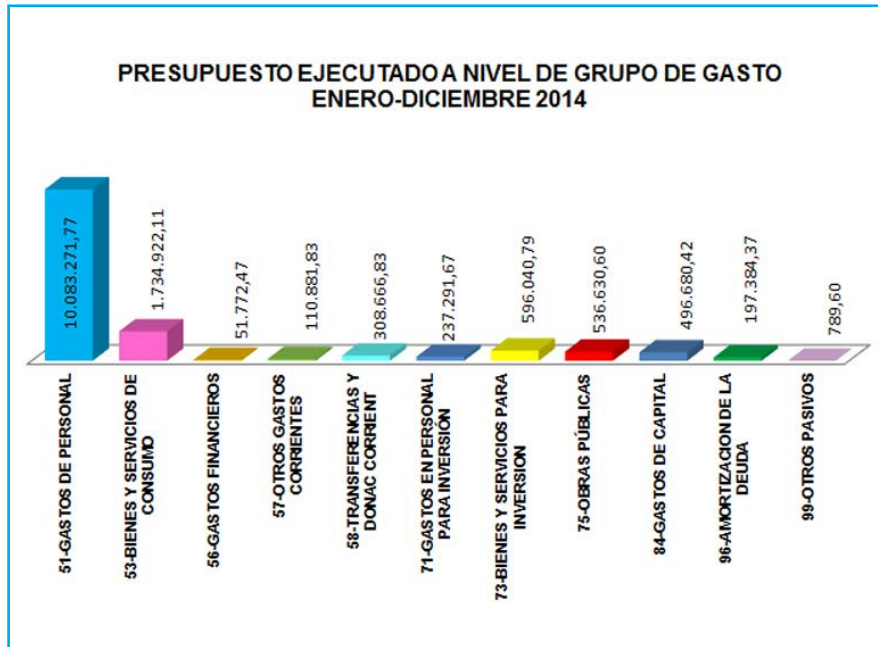 PRESUPUESTO EJECUTADO A NIVEL DE GRUPO DE GASTO
ENERO-DICIEMBRE 2014
10.083.271,77
1.734.922,11
51.772,47
110.881,83
308.666,83
237.291,67
596.040,79
536.630,60
496.680,42
197.384,37
789,60
51-GASTOS DE PERSONAL
53-BIENES Y SERVICIOS DE
CONSUMO
56-GASTOS FINANCIEROS
57-OTROS GASTOS
CORRIENTES
58-TRANSFERENCIAS Y
DONAC CORRIENT
71-GASTOS EN PERSONAL
PARA INVERSIÓN
73-BIENES Y SERVICIOS PARA
INVERSION
75-OBRAS PÚBLICAS
84-GASTOS DE CAPITAL
96-AMORTIZACION DE LA
DEUDA
99-OTROS PASIVOS